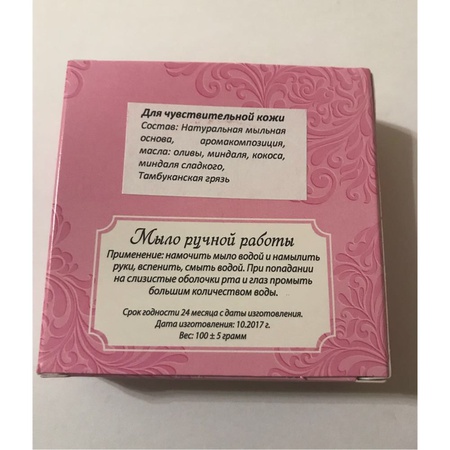 Для чувствительной кожи
Состав: Натуральная мыльная
основа, аромакомпозиция,
масла: оливы, миндаля, кокоса,
миндаля сладкого,
Тамбуканская грязь
Мыло ручной работы
Применение: намочить мыло водой и намылить
руки, вспенить, смыть водой. При попадании
на слизистые оболочки рта и глаз промыть
большим количеством воды.
Срок годности 24 месяца с даты изготовления.
Дата изготовления: 10.2017 г.
Вес: 100 ± 5 грамм